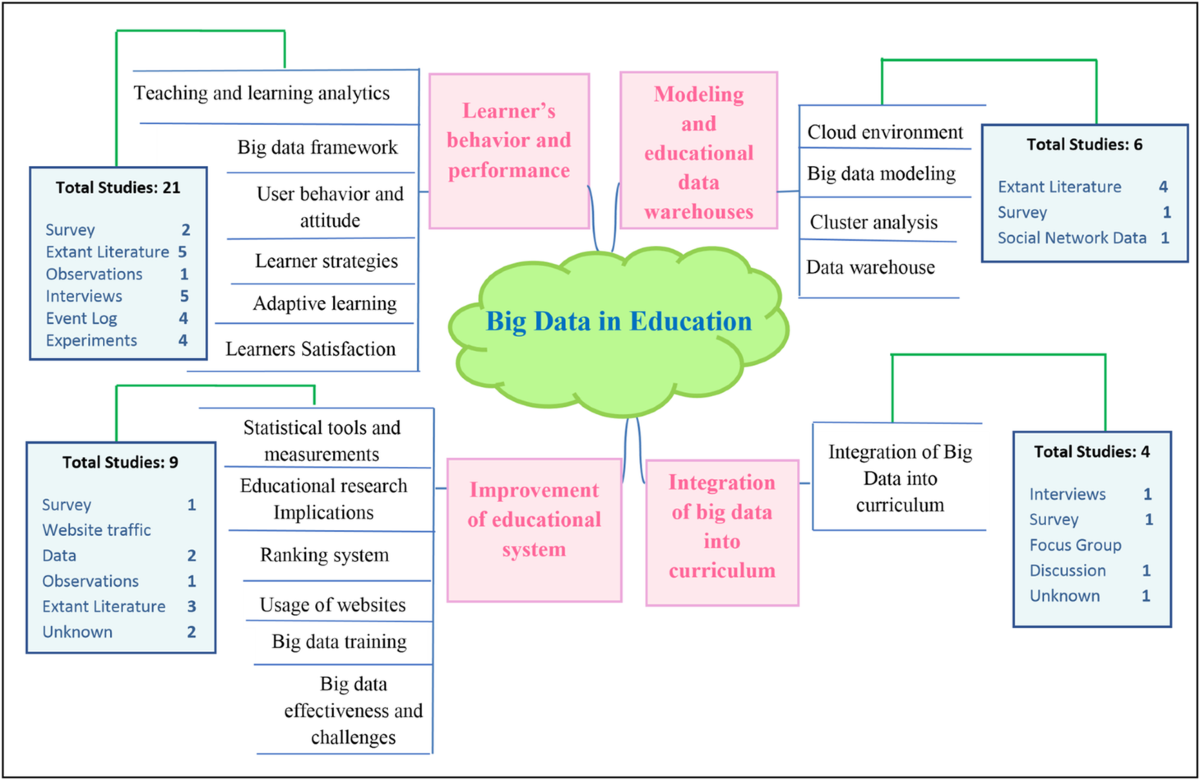 Teaching and learning analytics
Big data framework
User behavior and
attitude
Learner strategies
Adaptive learning
Learners Satisfaction
Total Studies: 21
Survey 2
Extant Literature 5
Observations 1
Interviews 5
Event Log 4
Experiments 4
Learner’s
behavior and
performance
Modeling
and
educational
data
warehouses
Cloud environment
Big data modeling
Cluster analysis
Data warehouse
Total Studies: 6
Extant Literature 4
Survey 1
Social Network Data 1
Big Data in Education
Total Studies: 9
Survey 1
Website traffic
Data 2
Observations 1
Extant Literature 3
Unknown 2
Statistical tools and
measurements
Educational research
Implications
Ranking system
Usage of websites
Big data training
Big data
effectiveness and
challenges
Improvement
of educational
system
Integration
of big data
into
curriculum
Integration of Big
Data into
curriculum
Total Studies: 4
Interviews 1
Survey 1
Focus Group
Discussion 1
Unknown 1